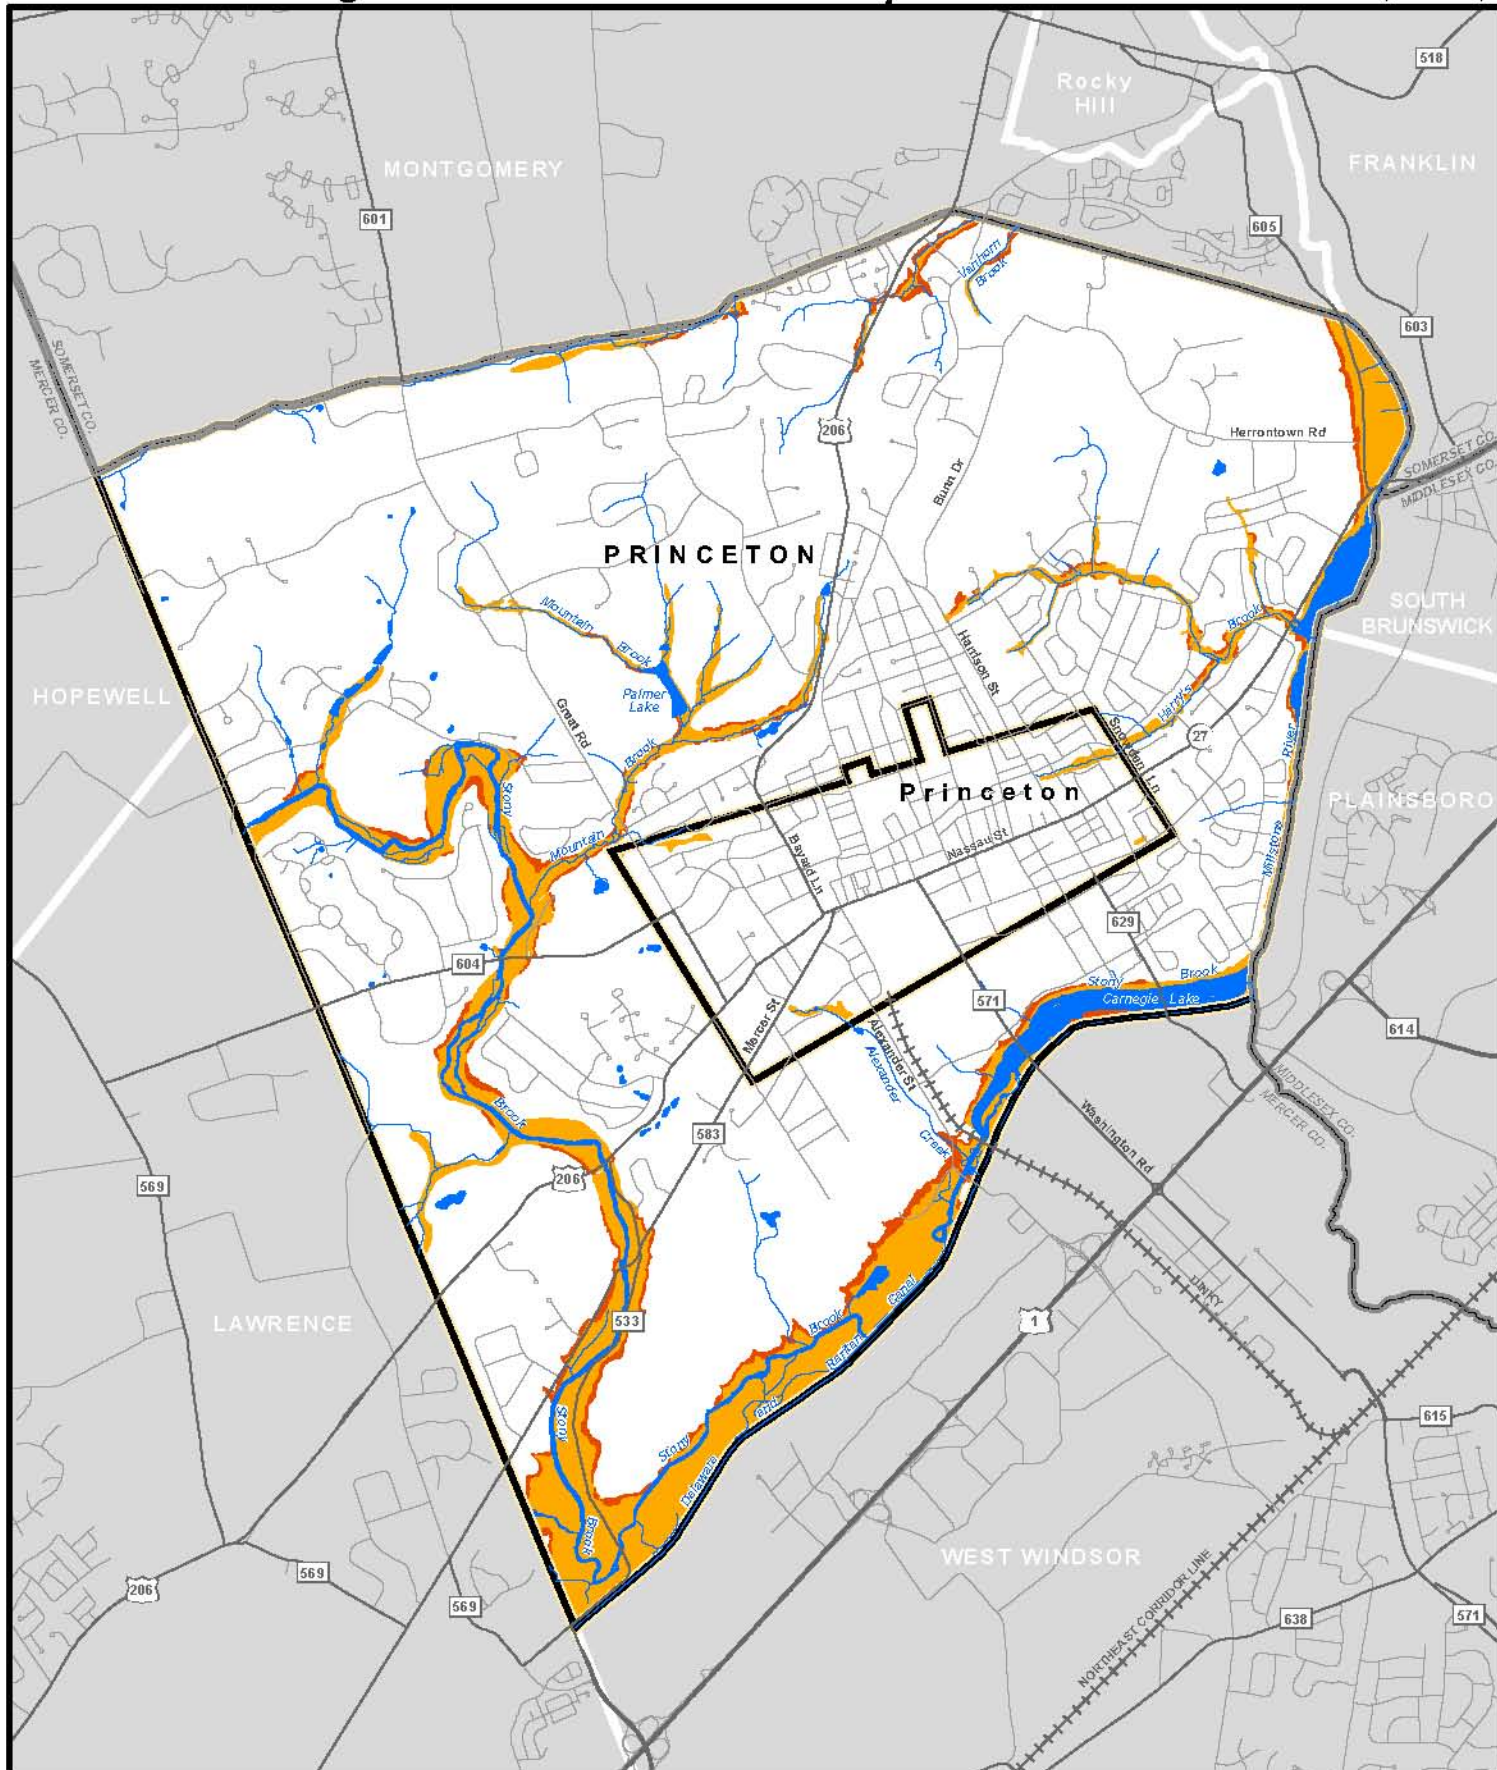 518
Rocky
Hill
MONTGOMERY
FRANKLIN
601
605
Vanhorn
Brook
603
SOMERSET CO.
MERCER CO.
206
Herrontown Rd
SOMERSET CO.
MIDDLESEX CO.
Bunn Dr
PRINCETON
Mountain
Brook
Palmer
Lake
Harrison St
Brook
SOUTH
BRUNSWICK
HOPEWELL
Great Rd
Brook
Harrys
Snowden Ln
27
River
Stony
Princeton
PLAINSBORO
Mountain
Bayard Ln
Nassau St
Millstone
629
604
Stony
Brook
Carnegie Lake
571
Mercer St
Alexander St
Alexander
Creek
614
MIDDLESEX CO.
MERCER CO.
Brook
583
Washington Rd
569
206
DINKY
LAWRENCE
533
1
Canal
Brook
Raritan
and
Stony
Stony
Delaware
615
Brook
WEST WINDSOR
NORTHEAST CORRIDOR LINE
206
569
569
638
571